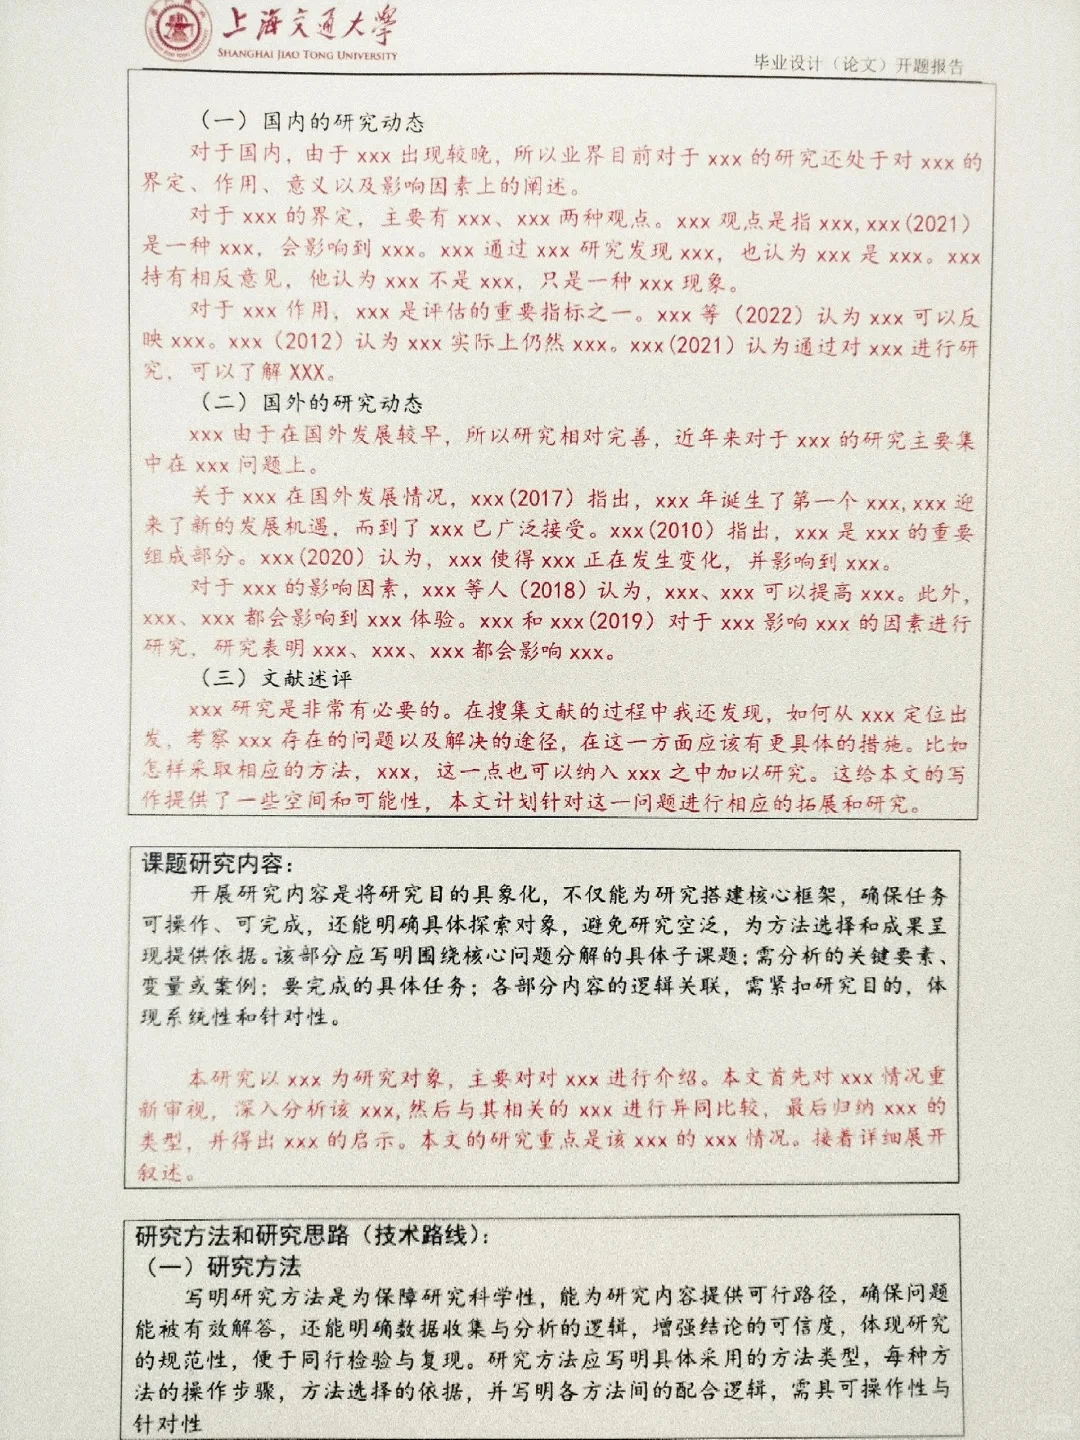 上海交通大学
SHANGHAI JIAO TONG UNIVERSITY
毕业设计（论文）开题报告
（一）国内的研究动态
对于国内，由于 xxx 出现较晚，所以业界目前对于 xxx 的研究还处于对 xxx 的
界定、作用、意义以及影响因素上的阐述。
对于 xxx 的界定，主要有 xxx、xxx 两种观点。xxx 观点是指 xxx,xxx(2021)
是一种 xxx，会影响到 xxx。xxx 通过 xxx 研究发现 xxx，也认为 xxx 是 xxx。xxx
持有相反意见，他认为 xxx 不是 xxx，只是一种 xxx 现象。
对于 xxx 作用，xxx 是评估的重要指标之一。xxx 等（2022）认为 xxx 可以反
映 xxx。xxx（2012）认为 xxx 实际上仍然 xxx。xxx(2021）认为通过对 xxx 进行研
究，可以了解 XXX。
（二）国外的研究动态
xxx 由于在国外发展较早，所以研究相对完善，近年来对于 xxx 的研究主要集
中在 xxx 问题上。
关于 xxx 在国外发展情况，xxx(2017）指出，xxx 年诞生了第一个 xxx,xxx 迎
来了新的发展机遇，而到了 xxx 已广泛接受。xxx(2010）指出，xxx 是 xxx 的重要
组成部分。xxx(2020）认为，xxx 使得 xxx 正在发生变化，并影响到 xxx。
对于 xxx 的影响因素，xxx 等人（2018）认为，xxx、xxx 可以提高 xxx。此外，
xxx、xxx 都会影响到 xxx 体验。xxx 和 xxx(2019）对于 xxx 影响 xxx 的因素进行
研究，研究表明 xxx、xxx、xxx 都会影响 xxx。
（三）文献述评
xxx 研究是非常有必要的。在搜集文献的过程中我还发现，如何从 xxx 定位出
发，考察 xxx 存在的问题以及解决的途径，在这一方面应该有更具体的措施。比如
怎样采取相应的方法，xxx，这一点也可以纳入 xxx 之中加以研究。这给本文的写
作提供了一些空间和可能性，本文计划针对这一问题进行相应的拓展和研究。
课题研究内容：
开展研究内容是将研究目的具象化，不仅能为研究搭建核心框架，确保任务
可操作、可完成，还能明确具体探索对象，避免研究空泛，为方法选择和成果呈
现提供依据。该部分应写明围绕核心问题分解的具体子课题；需分析的关键要素、
变量或案例；要完成的具体任务；各部分内容的逻辑关联，需紧扣研究目的，体
现系统性和针对性。
本研究以 xxx 为研究对象，主要对对 xxx 进行介绍。本文首先对 xxx 情况重
新审视，深入分析该 xxx,然后与其相关的 xxx 进行异同比较，最后归纳 xxx 的
类型，并得出 xxx 的启示。本文的研究重点是该 xxx 的 xxx 情况。接着详细展开
叙述。
研究方法和研究思路（技术路线）：
（一）研究方法
写明研究方法是为保障研究科学性，能为研究内容提供可行路径，确保问题
能被有效解答，还能明确数据收集与分析的逻辑，增强结论的可信度，体现研究
的规范性，便于同行检验与复现。研究方法应写明具体采用的方法类型，每种方
法的操作步骤，方法选择的依据，并写明各方法间的配合逻辑，需具可操作性与
针对性